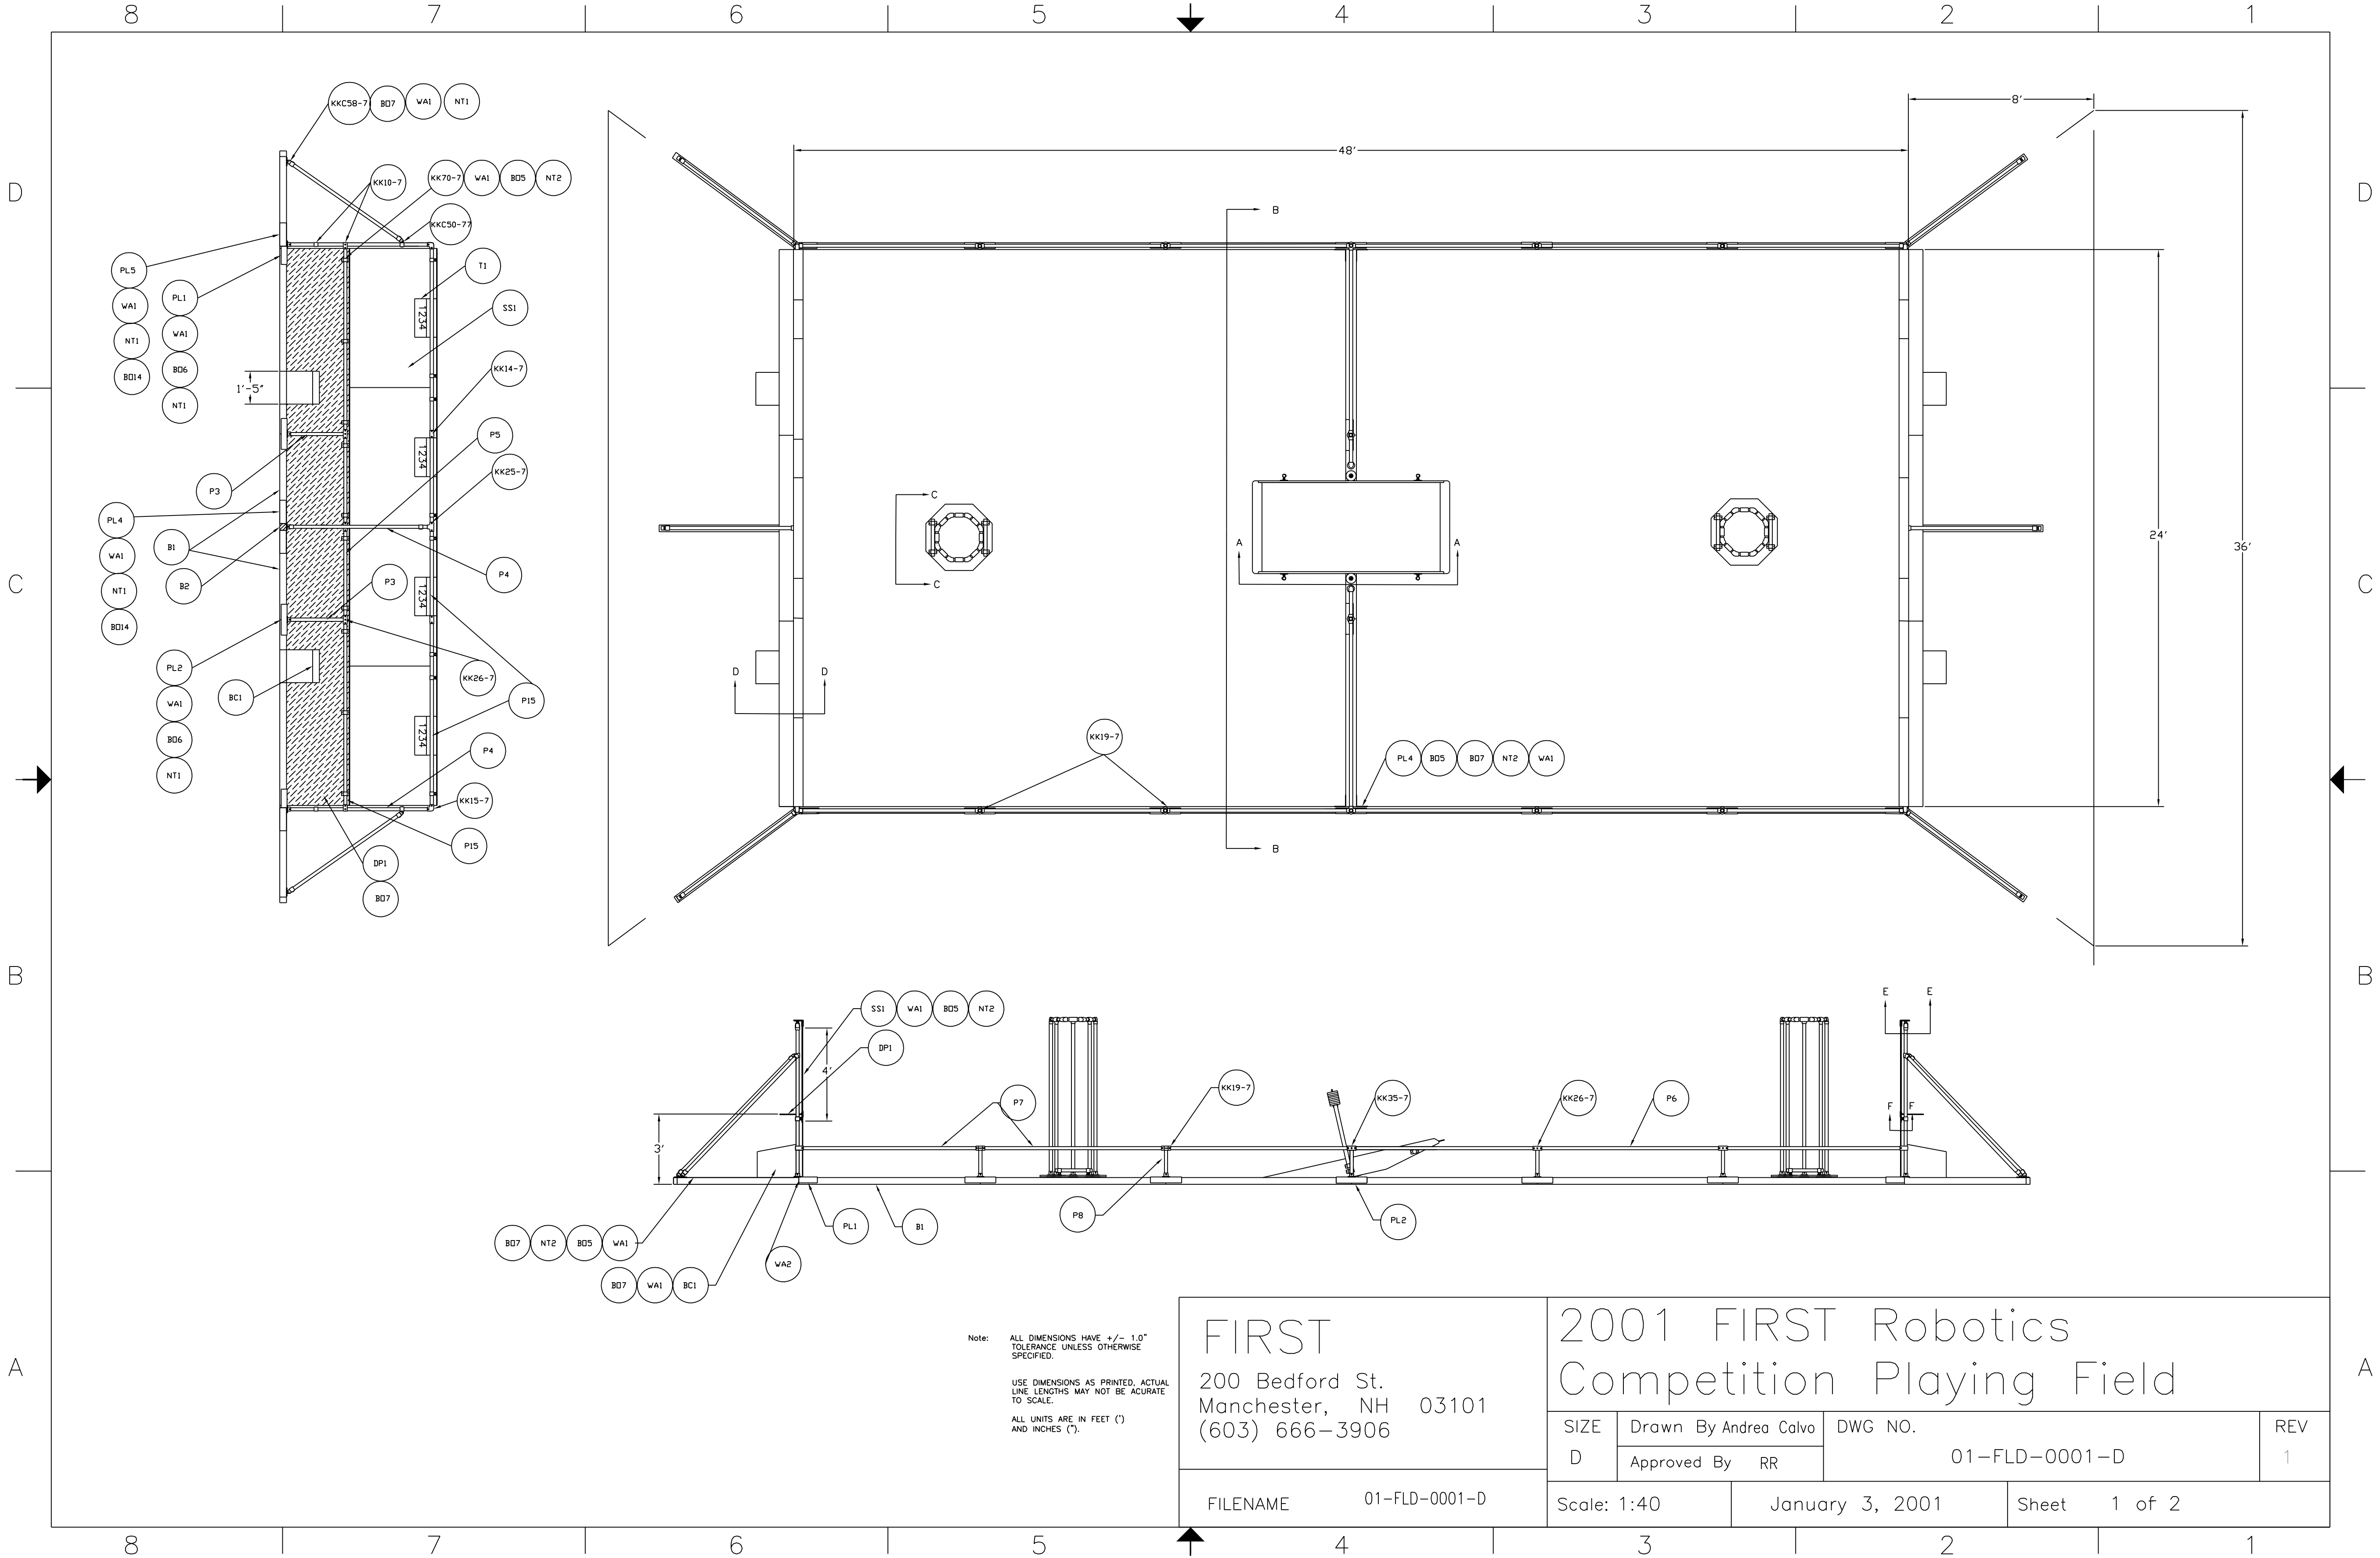 8 7 6 5 4 3 2 1
D D
C C
B B
A A
KKC58-7 BO7 WA1 NT1
KK10-7
KK70-7 WA1 BO5 NT2
KKC50-77
T1
SS1
PL5
WA1
NT1
BO14
PL1
WA1
BO6
NT1
1'-5"
1234
1234
1234
1234
KK14-7
P5
KK25-7
P3
PL4
WA1
NT1
BO14
B1
B2
P3
P4
PL2
WA1
BO6
NT1
BC1
KK26-7
P15
P4
KK15-7
P15
DP1
BO7
8'
48'
B
24'
36'
C
C
A A
D D
KK19-7
PL4 BO5 BO7 NT2 WA1
B
SS1 WA1 BO5 NT2
DP1
4'
3'
P7
KK19-7
KK35-7
KK26-7
P6
E E
F F
P8
PL2
PL1
B1
BO7 NT2 BO5 WA1
WA2
BO7 WA1 BC1
Note: ALL DIMENSIONS HAVE +/- 1.0"
TOLERANCE UNLESS OTHERWISE
SPECIFIED.
USE DIMENSIONS AS PRINTED, ACTUAL
LINE LENGTHS MAY NOT BE ACURATE
TO SCALE.
ALL UNITS ARE IN FEET (')
AND INCHES (").
FIRST
200 Bedford St.
Manchester, NH 03101
(603) 666-3906
FILENAME 01-FLD-0001-D
2001 FIRST Robotics
Competition Playing Field
SIZE
D
Drawn By Andrea Calvo
Approved By RR
DWG NO.
01-FLD-0001-D
REV
1
Scale: 1:40
January 3, 2001
Sheet 1 of 2
8 7 6 5 4 3 2 1